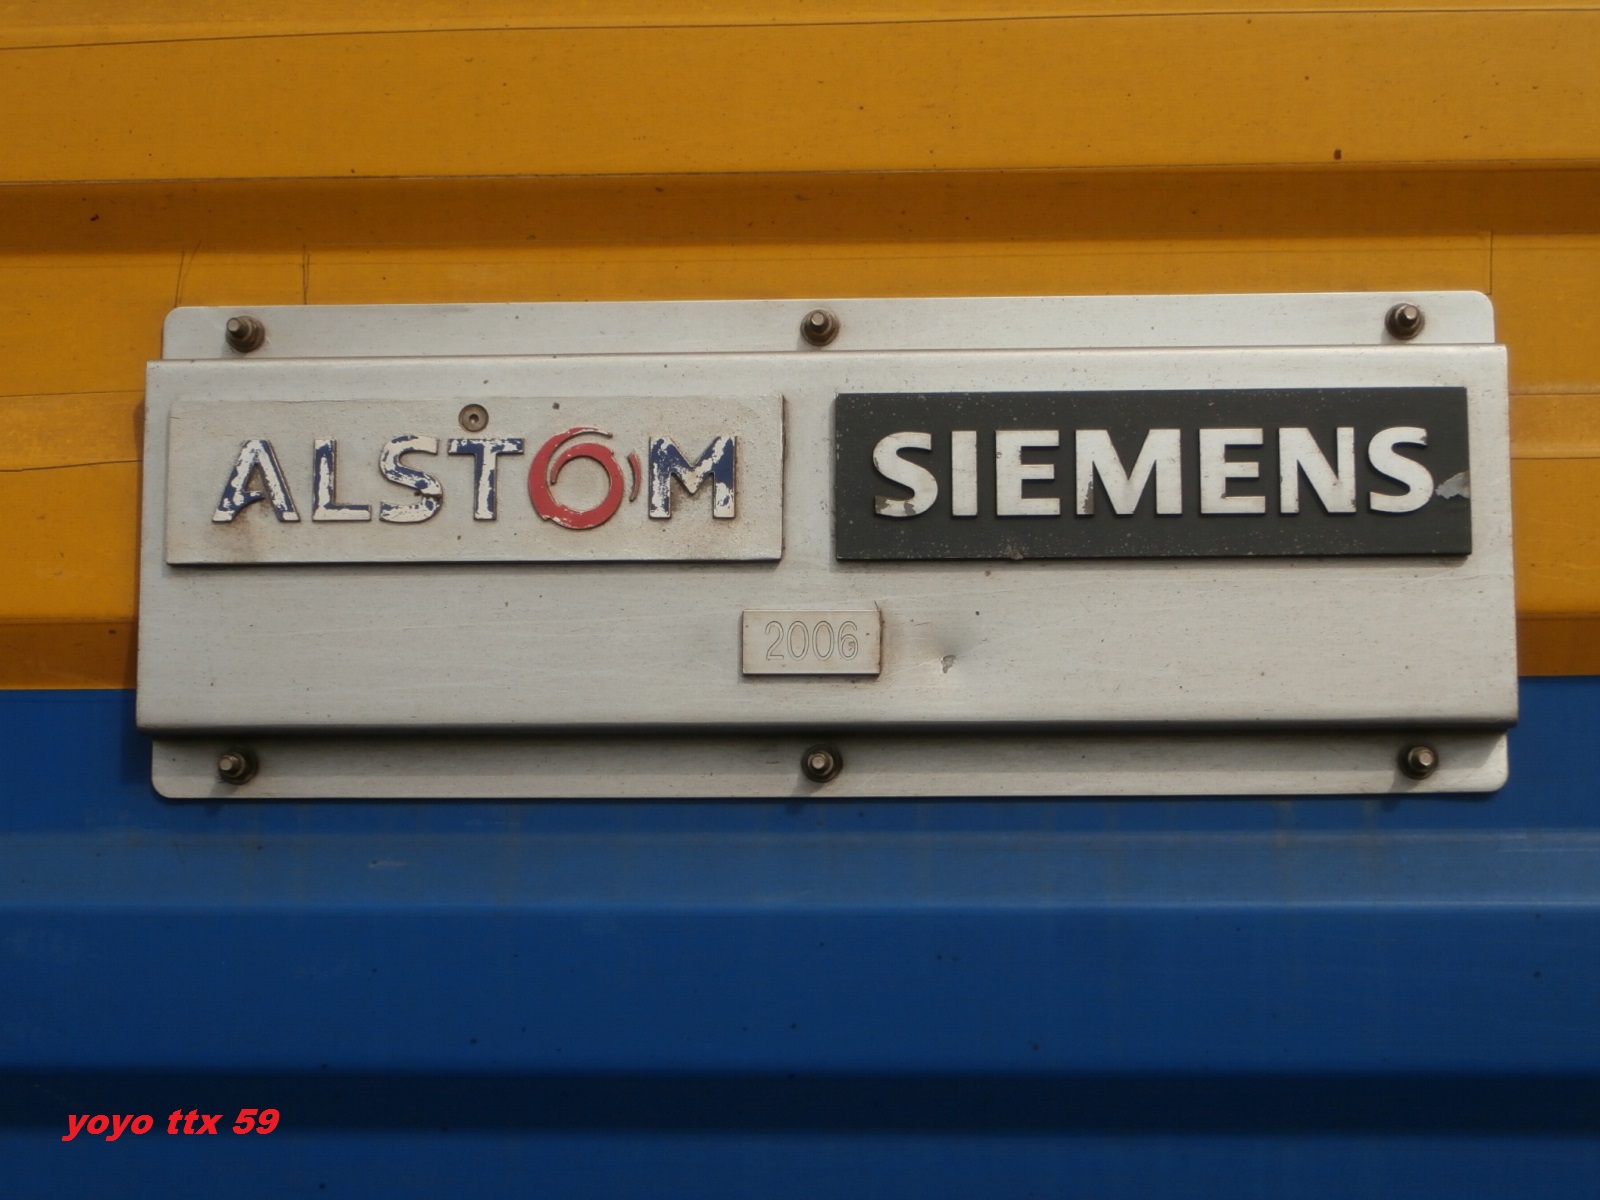 ALSTOM
SIEMENS
2006
yoyo ttx 59